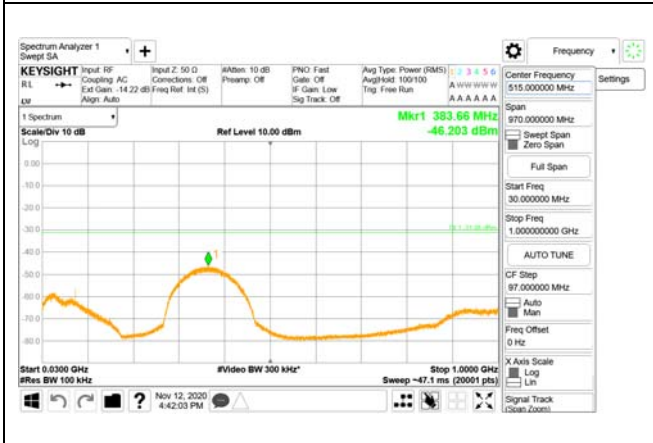 Spectrum Analyzer 1
Swept SA
+
Frequency
Settings
KEYSIGHT
RL
Input: RF
Coupling: AC
Ext Gain: -14.22 dB
Align: Auto
Input Z: 50 Ω
Corrections: Off
Freq Ref: Int (S)
#Atten: 10 dB
Preamp: Off
PNO: Fast
Gate: Off
IF Gain: Low
Sig Track: Off
Avg Type: Power (RMS)
Avg|Hold: 100/100
Trig: Free Run
1 2 3 4 5 6
A W W W W W
A A A A A A
1 Spectrum
Scale/Div 10 dB
Log
Ref Level 10.00 dBm
Mkr1 383.66 MHz
-46.203 dBm
0.00
-10.0
-20.0
-30.0
-40.0
-50.0
-60.0
-70.0
-80.0
1
Start 0.0300 GHz
#Res BW 100 kHz
#Video BW 300 kHz*
Stop 1.0000 GHz
Sweep ~47.1 ms (20001 pts)
Nov 12, 2020
4:42:03 PM
?
Center Frequency
515.000000 MHz
Span
970.000000 MHz
Swept Span
Zero Span
Full Span
Start Freq
30.000000 MHz
Stop Freq
1.000000000 GHz
AUTO TUNE
CF Step
97.000000 MHz
Auto
Man
Freq Offset
0 Hz
X Axis Scale
Log
Lin
Signal Track
(Span Zoom)